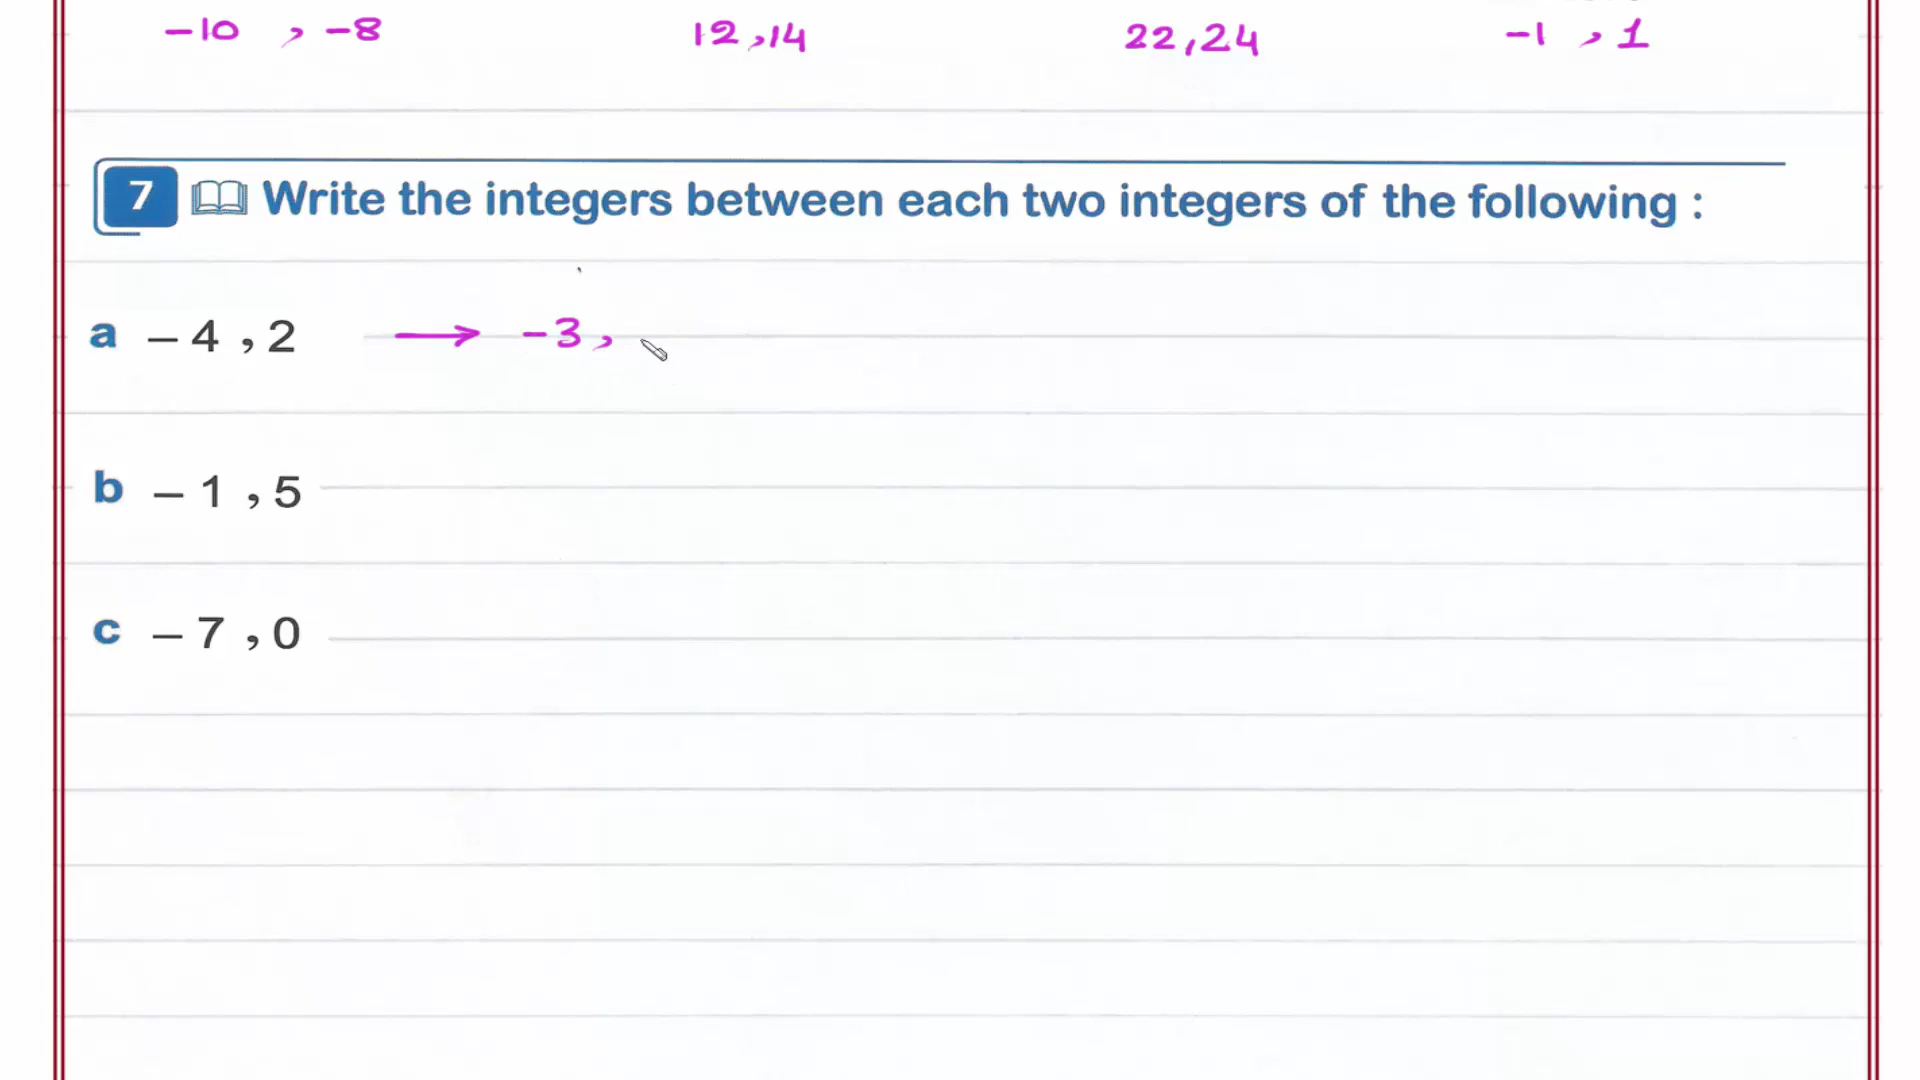 -10 , -8 12,14 22,24 -1 , 1
7 Write the integers between each two integers of the following :
a – 4 , 2 → -3,
b – 1 , 5
c – 7 , 0